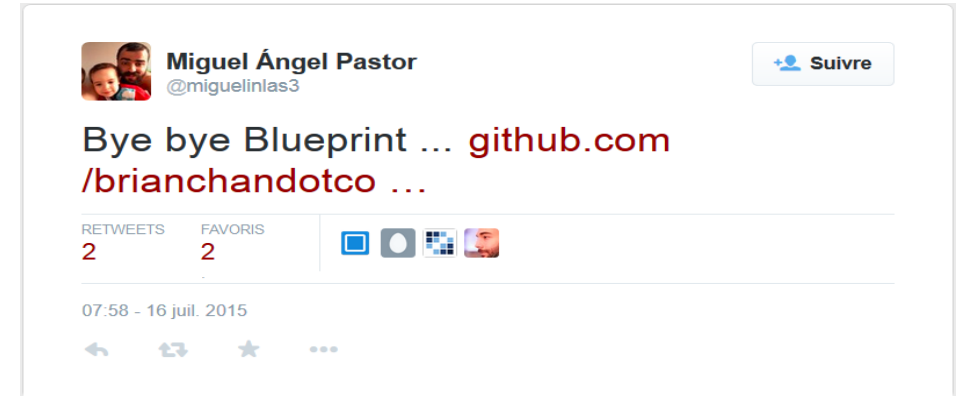 Miguel Ángel Pastor
@miguelinlas3
Suivre
Bye bye Blueprint ... github.com
/brianchandotco ...
RETWEETS FAVORIS
2 2
07:58 - 16 juil. 2015